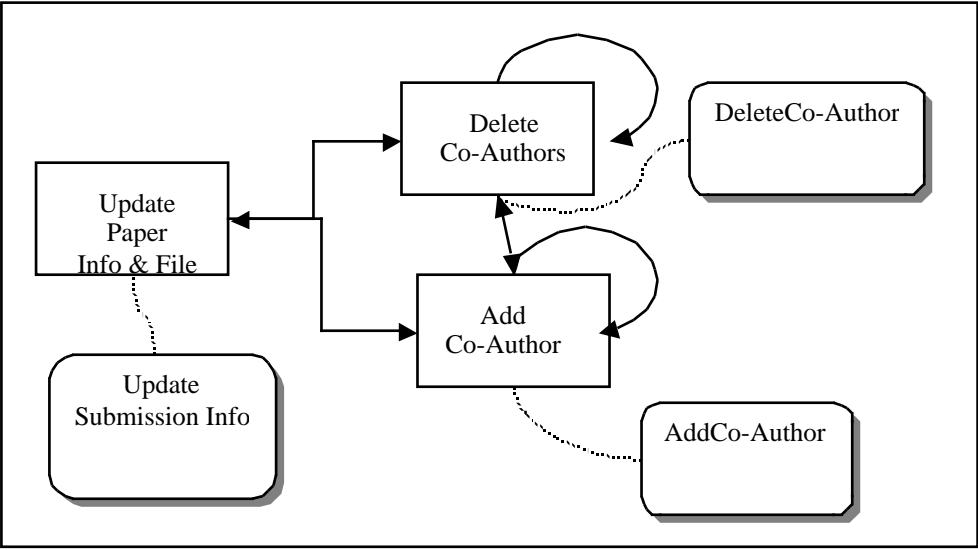 Delete
Co-Authors
DeleteCo-Author
Update
Paper
Info & File
Add
Co-Author
Update
Submission Info
AddCo-Author